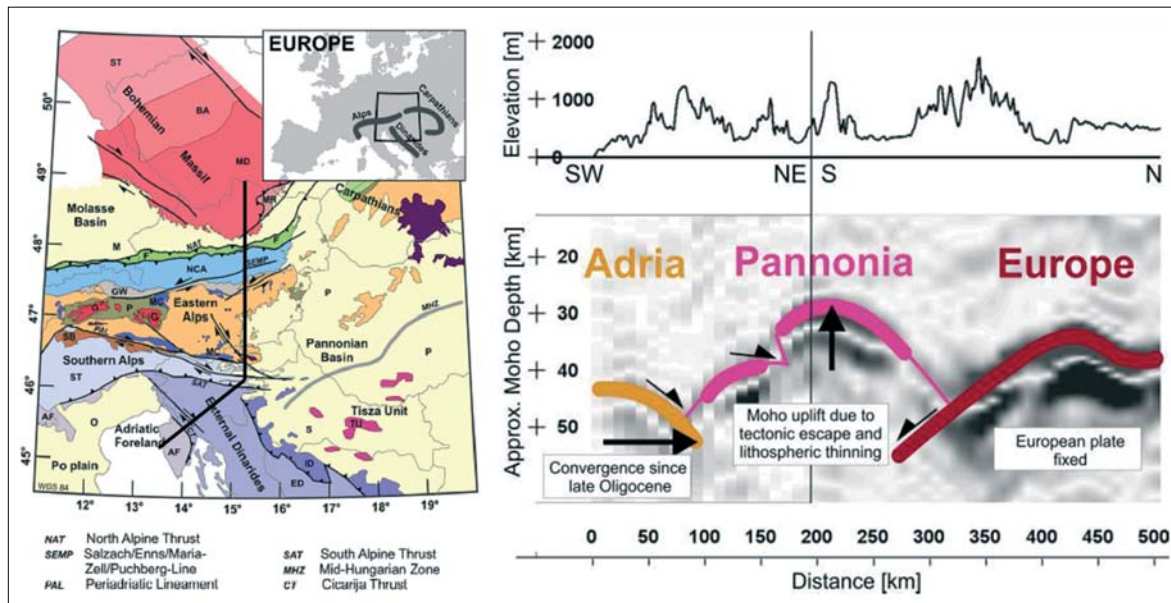 EUROPE
Alps
Carpathians
Dinarides
ST
Bohemian
BA
Massif
MD
MR
Carpathians
Molasse
Basin
M
NAT
F
NCA
SEMP
GW
MC
Eastern
Alps
G
P
G
PAL
SB
MC
Southern Alps
ST
SAT
P
MHZ
Pannonian
Basin
P
Tisza Unit
TU
S
AF
O
Adriatic
Foreland
CT
AF
External Dinarides
ID
ED
Po plain
WGS 84
50°
49°
48°
47°
46°
45°
12° 13° 14° 15° 16° 17° 18° 19°
NAT North Alpine Thrust
SEMP Salzach/Enns/Maria-
Zell/Puchberg-Line
PAL Periadriatic Lineament
SAT South Alpine Thrust
MHZ Mid-Hungarian Zone
CT Cicarija Thrust
Elevation [m]
2000
1000
0
SW NE S N
Approx. Moho Depth [km]
20
30
40
50
Adria Pannonia Europe
Convergence since
late Oligocene
Moho uplift due to
tectonic escape and
lithospheric thinning
European plate
fixed
0 50 100 150 200 250 300 350 400 450 500
Distance [km]